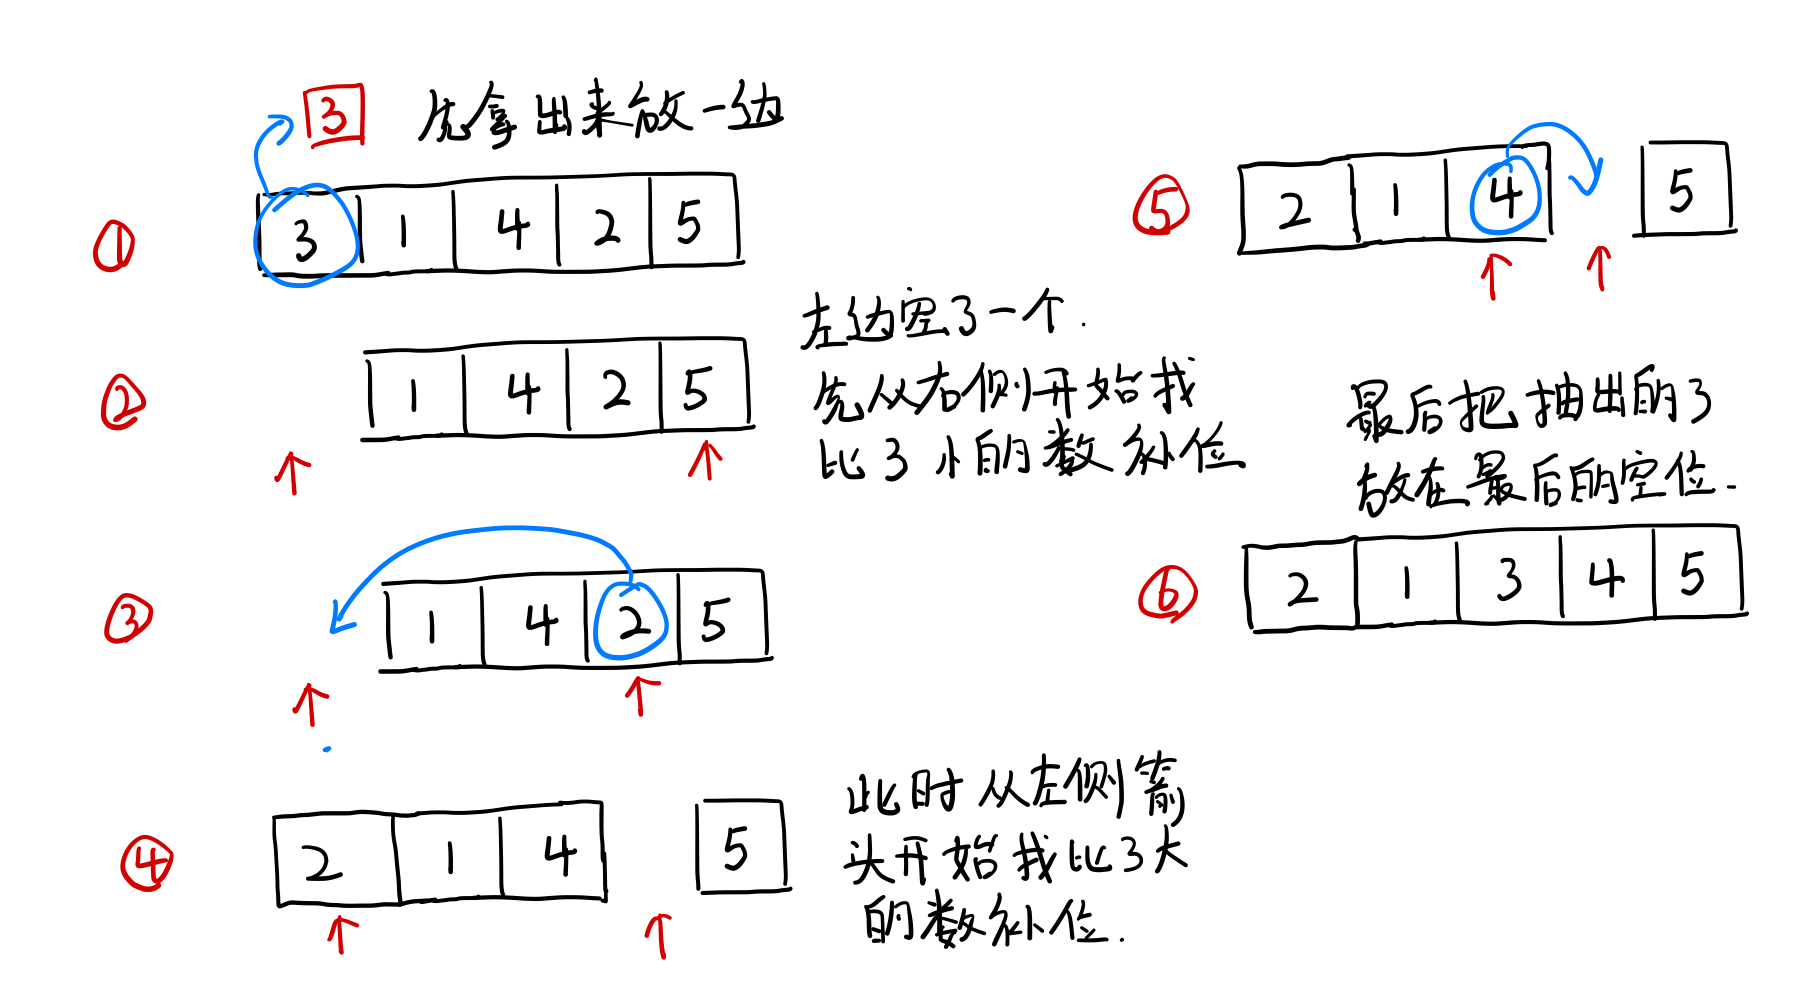 3 先拿出来放一边
① 3 1 4 2 5
② 1 4 2 5
左边空了一个.
先从右侧开始找
比3小的数补位
③ 1 4 2 5
④ 2 1 4 5
此时从左侧箭
头开始找比3大
的数补位.
⑤ 2 1 4 5
最后把抽出的3
放在最后的空位.
⑥ 2 1 3 4 5